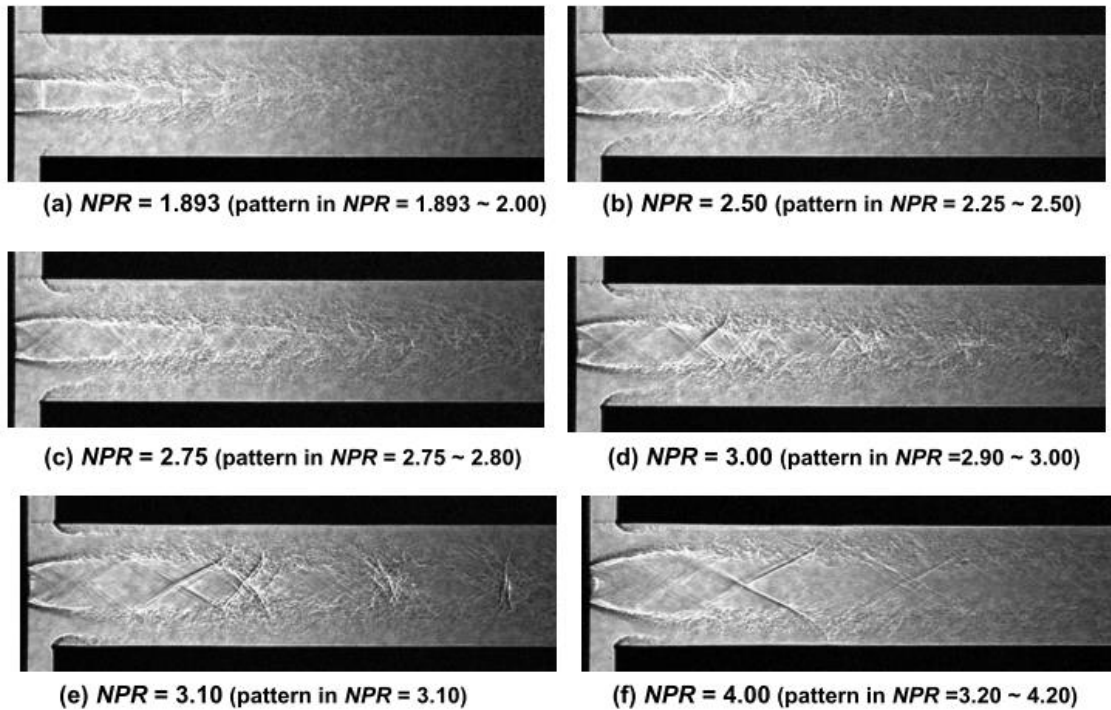 (a) NPR = 1.893 (pattern in NPR = 1.893 ~ 2.00)
(b) NPR = 2.50 (pattern in NPR = 2.25 ~ 2.50)
(c) NPR = 2.75 (pattern in NPR = 2.75 ~ 2.80)
(d) NPR = 3.00 (pattern in NPR =2.90 ~ 3.00)
(e) NPR = 3.10 (pattern in NPR = 3.10)
(f) NPR = 4.00 (pattern in NPR =3.20 ~ 4.20)